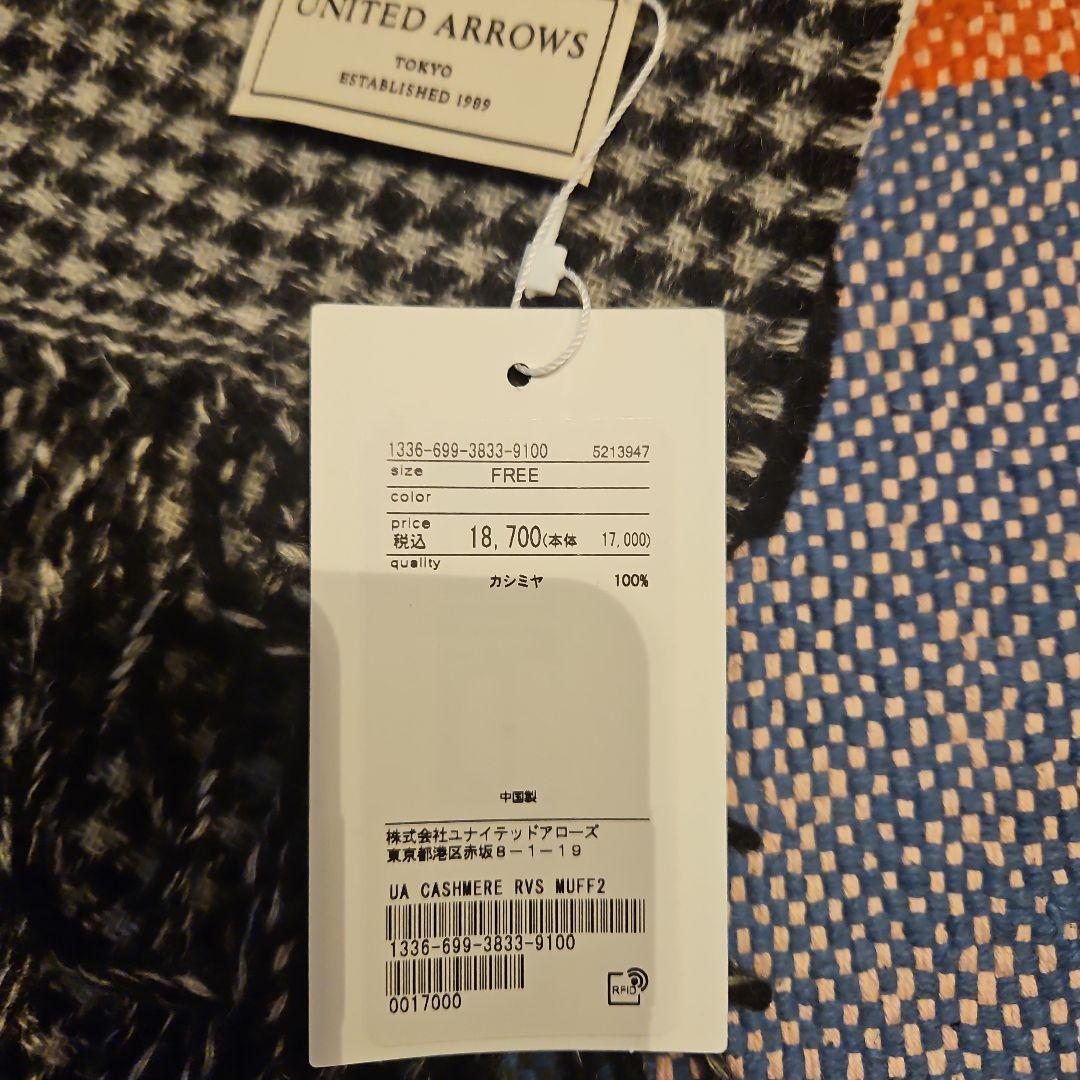 UNITED ARROWS
TOKYO
ESTABLISHED 1989
1336-699-3833-9100 5213947
size FREE
color
price
税込 18,700(本体 17,000)
quality
カシミヤ 100%
中国製
株式会社ユナイテッドアローズ
東京都港区赤坂8-1-19
UA CASHMERE RVS MUFF2
1336-699-3833-9100
0017000
RFID